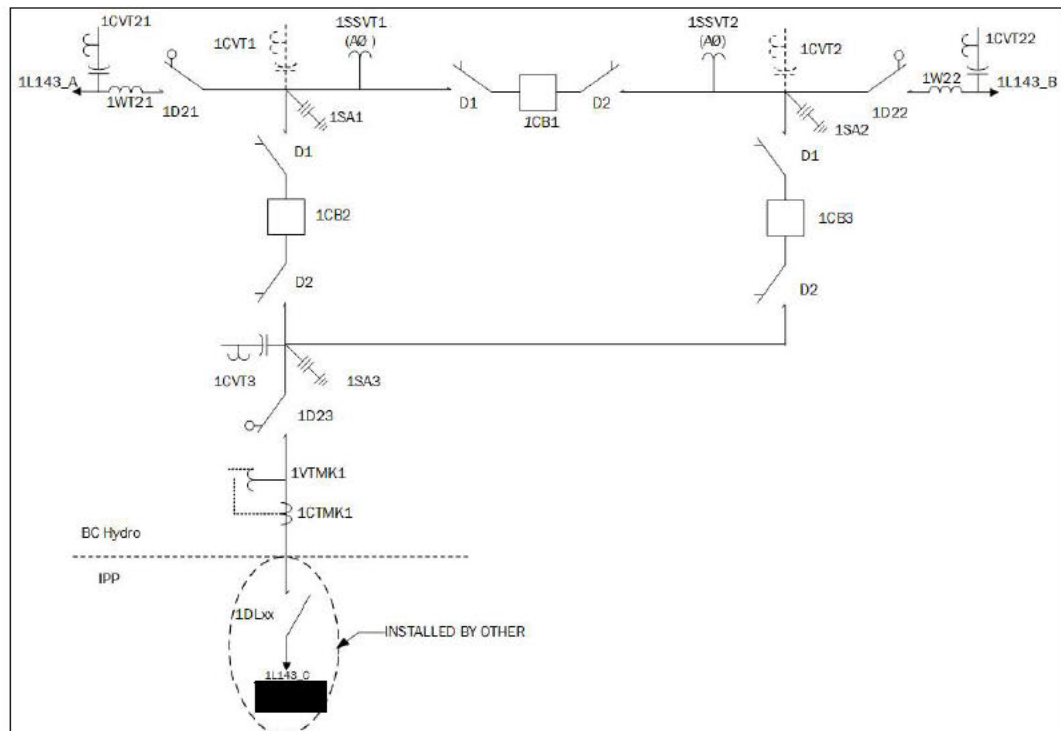 1CVT21
1CVT1
1SSVT1
(AØ)
1SSVT2
(AØ)
1CVT2
1CVT22
1L143_A
1WT21
1D21
1SA1
D1
1CB1
D2
1SA2
1D22
1W22
1L143_B
D1
D1
1CB2
1CB3
D2
D2
1CVT3
1SA3
1D23
1VTMK1
1CTMK1
BC Hydro
IPP
1DLxx
INSTALLED BY OTHER
1L143_C